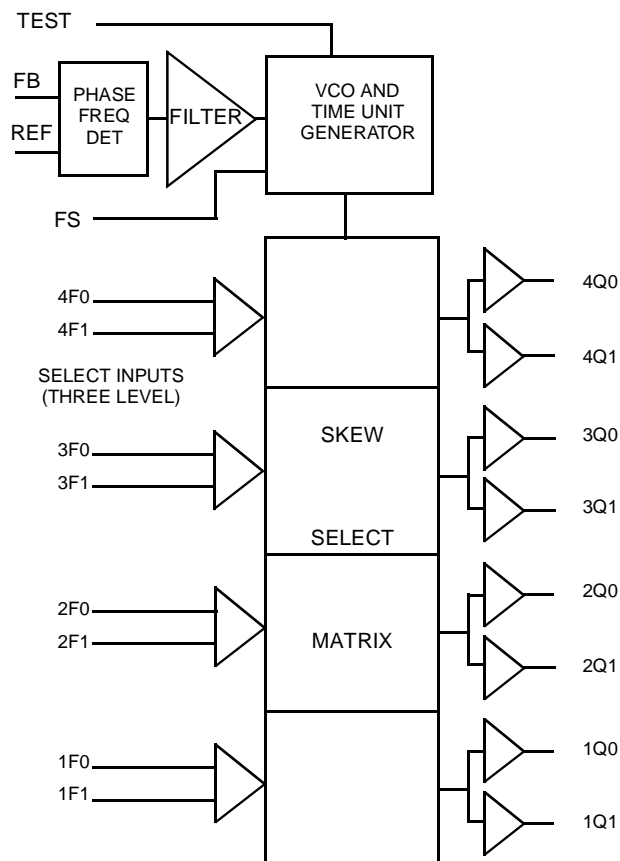 TEST
FB
REF
PHASE
FREQ
DET
FILTER
VCO AND
TIME UNIT
GENERATOR
FS
4F0
4F1
4Q0
4Q1
SELECT INPUTS
(THREE LEVEL)
3F0
3F1
SKEW
3Q0
3Q1
SELECT
2F0
2F1
MATRIX
2Q0
2Q1
1F0
1F1
1Q0
1Q1